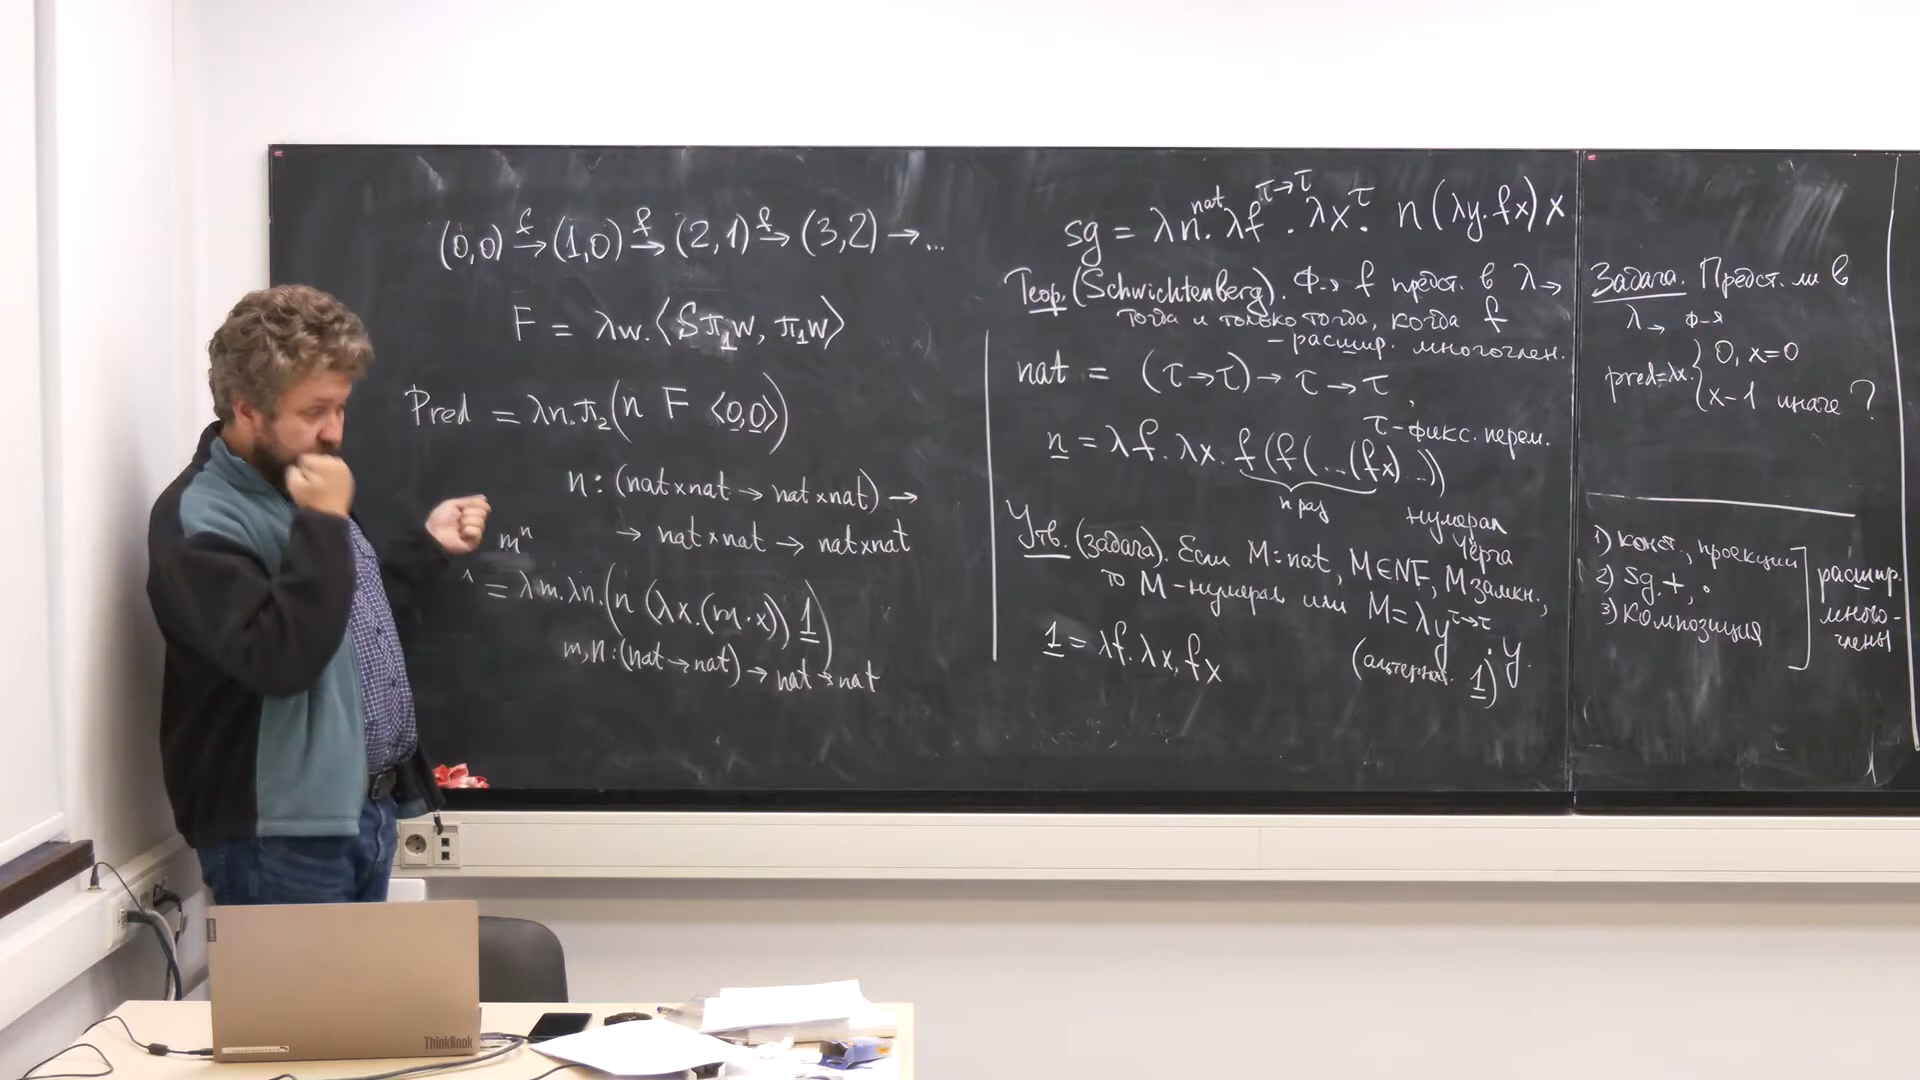 (0,0) f→ (1,0) f→ (2,1) f→ (3,2) → ...
F = λw.⟨Sπ₁w, π₁w⟩
Pred = λn.π₂(n F ⟨0,0⟩)
n: (nat×nat → nat×nat) →
→ nat×nat → nat×nat
mⁿ
^ = λm.λn.(n (λx.(m·x)) 1)
m,n:(nat→nat)→ nat→nat
sg = λn^nat. λf^τ→τ. λx^τ. n(λy.fx)x
Теор. (Schwichtenberg). Ф-я f предст. в λ→
тогда и только тогда, когда f
– расшир. многочлен.
nat = (τ→τ)→ τ→τ,
τ-фикс. перем.
n = λf. λx. f(f(...(fx)...))
n раз
нумерал
Чёрча
Утв. (задача). Если M:nat, M∈NF, M замкн.,
то M-нумерал или M=λy^τ→τ.y.
1 = λf.λx.fx
(альтернат. 1)
Задача. Предст. ли в
λ→ ф-я
pred=λx.{ 0, x=0
x-1 иначе ?
1) конст., проекции
2) Sg, +, ·
3) композиция
расшир.
много-
члены
Lenovo
ThinkBook